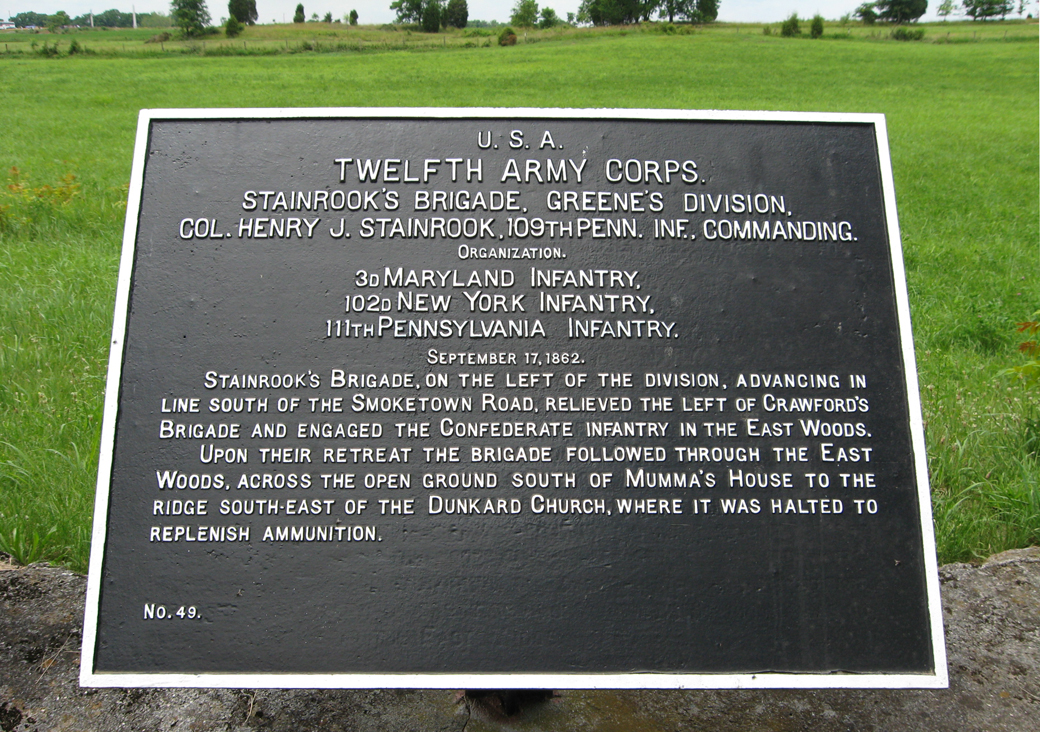 U. S. A.
TWELFTH ARMY CORPS.
STAINROOK'S BRIGADE, GREENE'S DIVISION,
COL. HENRY J. STAINROOK, 109TH PENN. INF., COMMANDING.
ORGANIZATION.
3D MARYLAND INFANTRY,
102D NEW YORK INFANTRY,
111TH PENNSYLVANIA INFANTRY.
SEPTEMBER 17, 1862.
STAINROOK'S BRIGADE, ON THE LEFT OF THE DIVISION, ADVANCING IN
LINE SOUTH OF THE SMOKETOWN ROAD, RELIEVED THE LEFT OF CRAWFORD'S
BRIGADE AND ENGAGED THE CONFEDERATE INFANTRY IN THE EAST WOODS.
UPON THEIR RETREAT THE BRIGADE FOLLOWED THROUGH THE EAST
WOODS, ACROSS THE OPEN GROUND SOUTH OF MUMMA'S HOUSE TO THE
RIDGE SOUTH-EAST OF THE DUNKARD CHURCH, WHERE IT WAS HALTED TO
REPLENISH AMMUNITION.
NO. 49.